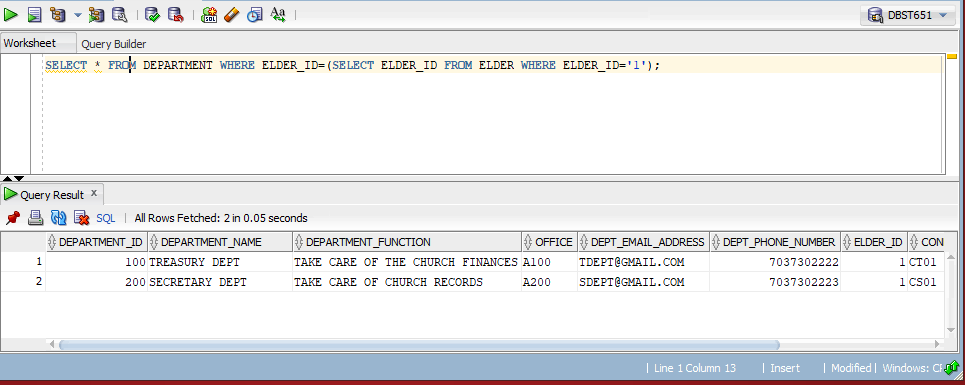 DBST651
Worksheet Query Builder
SELECT * FROM DEPARTMENT WHERE ELDER_ID=(SELECT ELDER_ID FROM ELDER WHERE ELDER_ID='1');
Query Result x
SQL | All Rows Fetched: 2 in 0.05 seconds
DEPARTMENT_ID DEPARTMENT_NAME DEPARTMENT_FUNCTION OFFICE DEPT_EMAIL_ADDRESS DEPT_PHONE_NUMBER ELDER_ID CON
1 100 TREASURY DEPT TAKE CARE OF THE CHURCH FINANCES A100 TDEPT@GMAIL.COM 7037302222 1 CT01
2 200 SECRETARY DEPT TAKE CARE OF CHURCH RECORDS A200 SDEPT@GMAIL.COM 7037302223 1 CS01
Line 1 Column 13 | Insert | Modified | Windows: